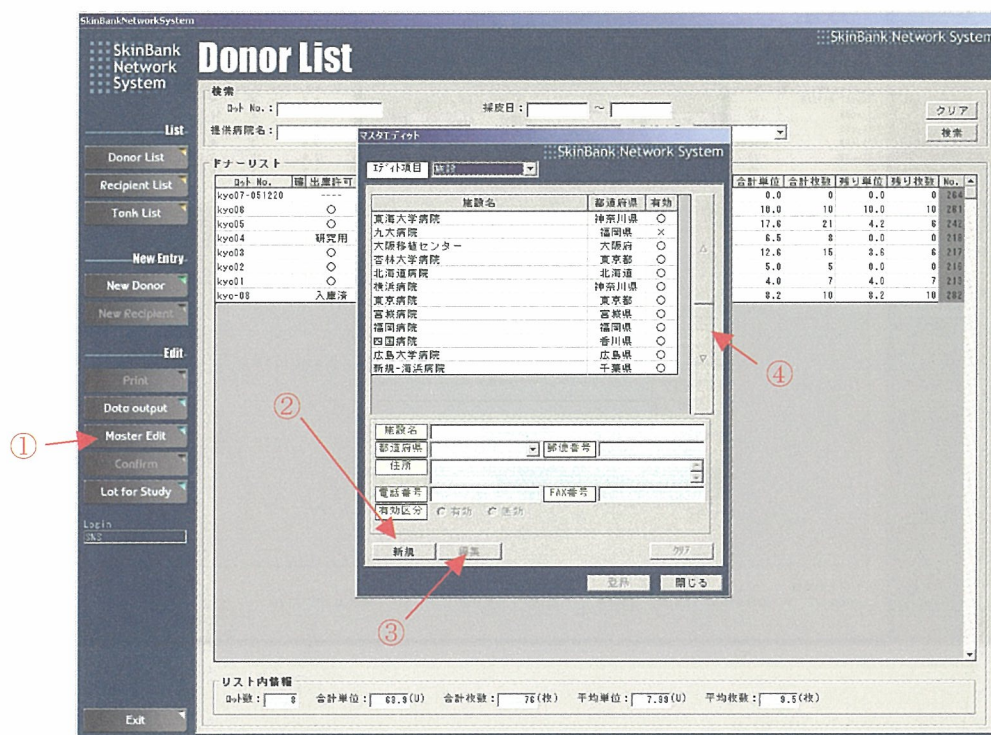 SkinBankNetworkSystem
SkinBank
Network
System
Donor List
SkinBank Network System
検索
ロット No.:
採皮日:
～
クリア
提供病院名:
検索
List
Donor List
Recipient List
Tank List
New Entry
New Donor
New Recipient
Edit
Print
Data output
Master Edit
Confirm
Lot for Study
Login
SNS
Exit
ドナーリスト
ロット No. 出庫許可
kyo07-051220 ----
kyo06 ○
kyo05 ○
kyo04 研究用
kyo03 ○
kyo02 ○
kyo01 ○
kyo-08 入庫済
マスタエディット
SkinBank Network System
エディト項目 施設
施設名 都道府県 有効
東海大学病院 神奈川県 ○
九大病院 福岡県 ×
大阪移植センター 大阪府 ○
杏林大学病院 東京都 ○
北海道病院 北海道 ○
横浜病院 神奈川県 ○
東京病院 東京都 ○
宮城病院 宮城県 ○
福岡病院 福岡県 ○
四国病院 香川県 ○
広島大学病院 広島県 ○
新規-海浜病院 千葉県 ○
施設名
都道府県 郵便番号
住所
電話番号 FAX番号
有効区分 有効 無効
新規 編集 クリア
登録 閉じる
合計単位 合計枚数 残り単位 残り枚数 No.
0.0 0 0.0 0 264
10.0 10 10.0 10 261
17.6 21 4.2 6 242
6.5 8 0.0 0 218
12.6 15 3.6 6 217
5.0 5 0.0 0 216
4.0 7 4.0 7
8.2 10 8.2 10 282
①
②
③
④
リスト内情報
ロット数: 8 合計単位: 63.9(U) 合計枚数: 76(枚) 平均単位: 7.99(U) 平均枚数: 9.5(枚)